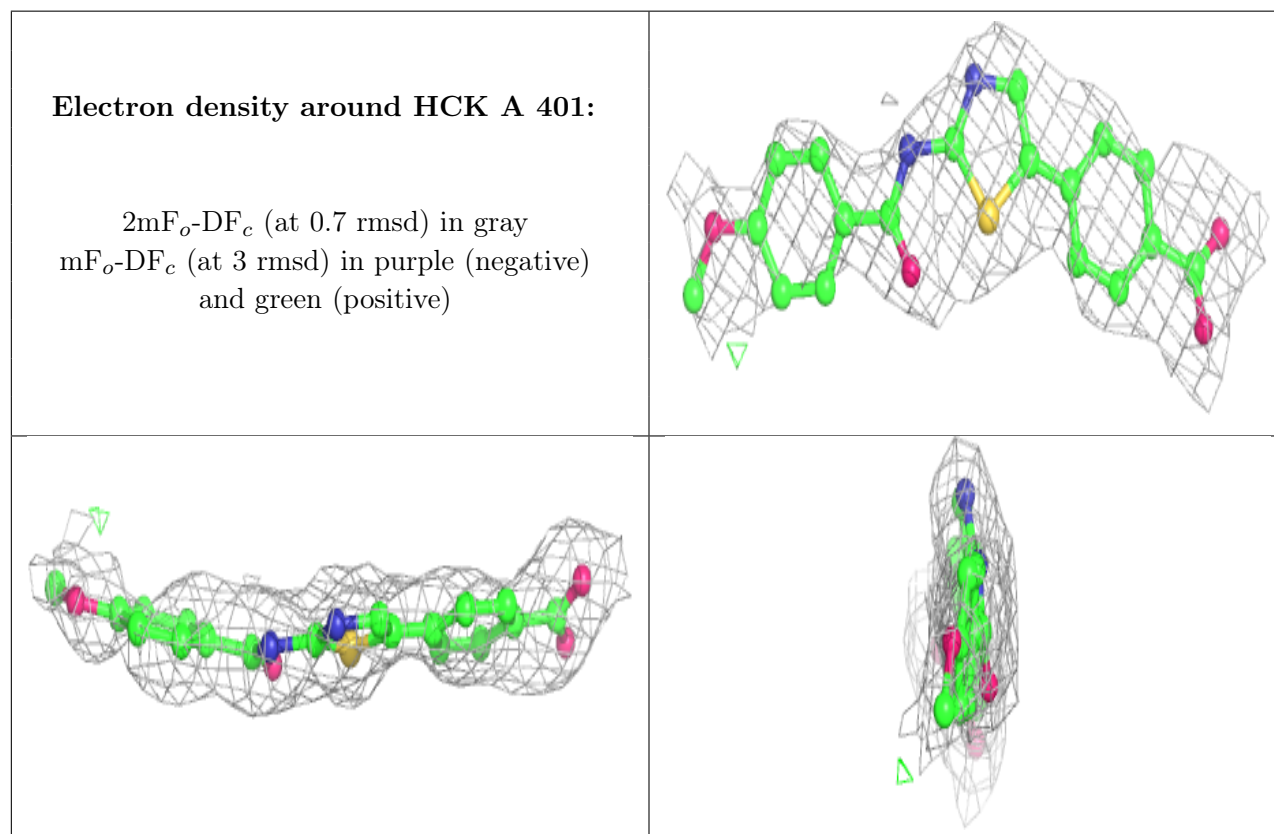 Electron density around HCK A 401:
2mFo-DFc (at 0.7 rmsd) in gray
mFo-DFc (at 3 rmsd) in purple (negative)
and green (positive)